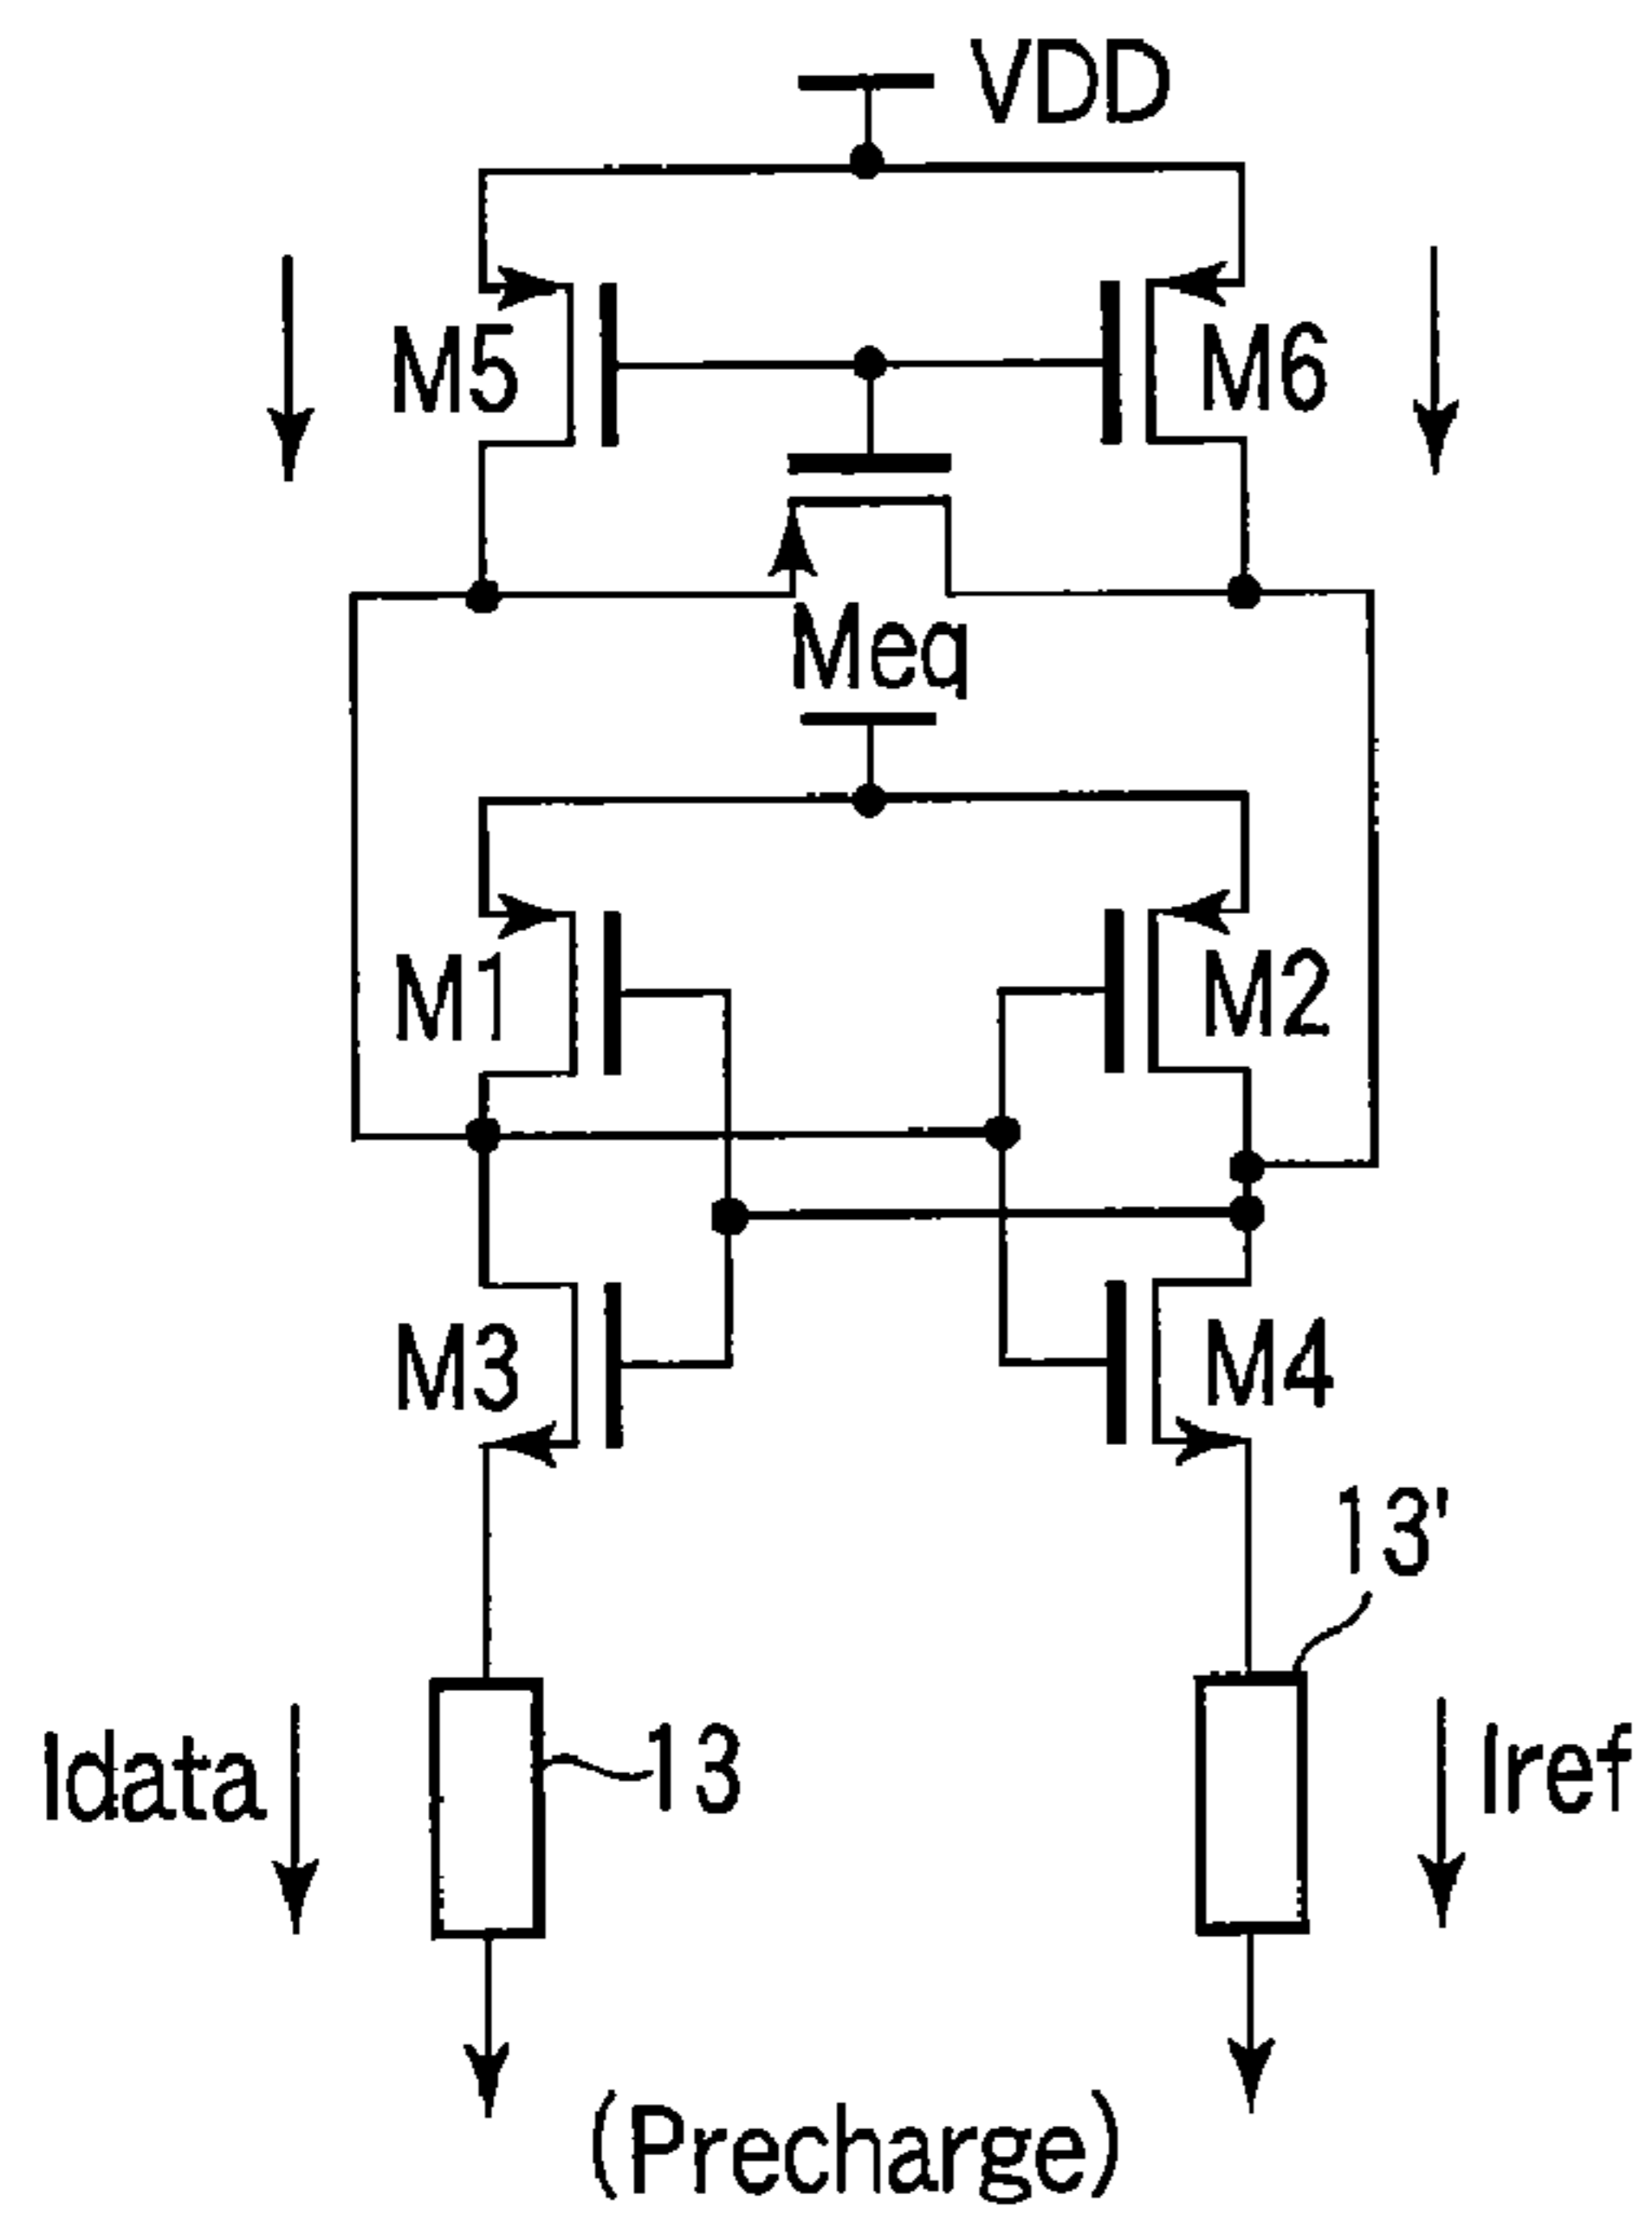 VDD
M5
M6
Meq
M1
M2
M3
M4
13'
Idata
13
Iref
(Precharge)